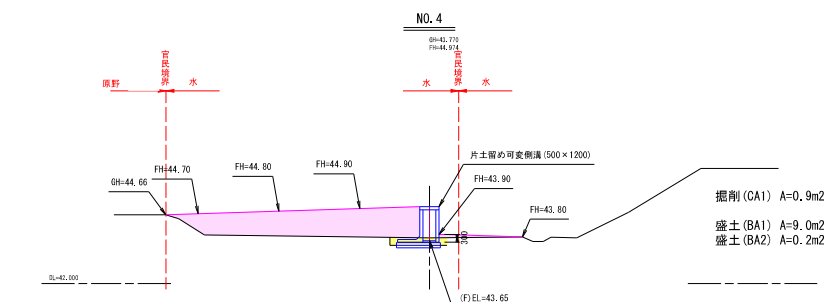 NO.4
GH=43.770
FH=44.974
官民境界
官民境界
原野
水
水
水
片土留め可変側溝(500×1200)
FH=44.90
FH=44.80
FH=44.70
GH=44.66
FH=43.90
FH=43.80
掘削(CA1) A=0.9m2
盛土(BA1) A=9.0m2
盛土(BA2) A=0.2m2
300
DL=42.000
(F)EL=43.65